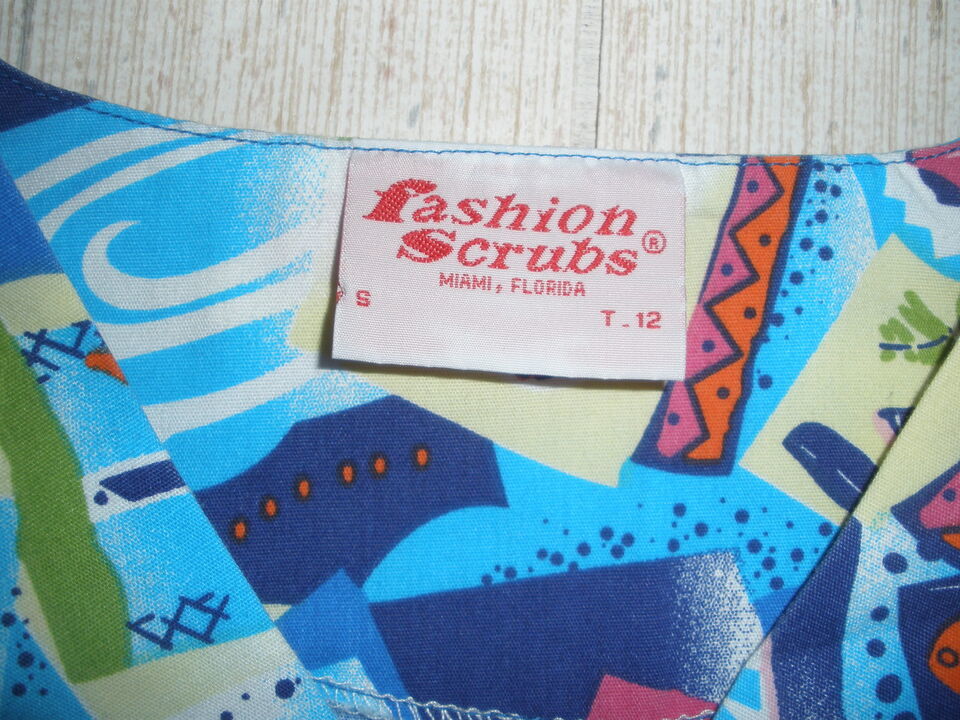 fashion
Scrubs®
MIAMI, FLORIDA
S
T-12